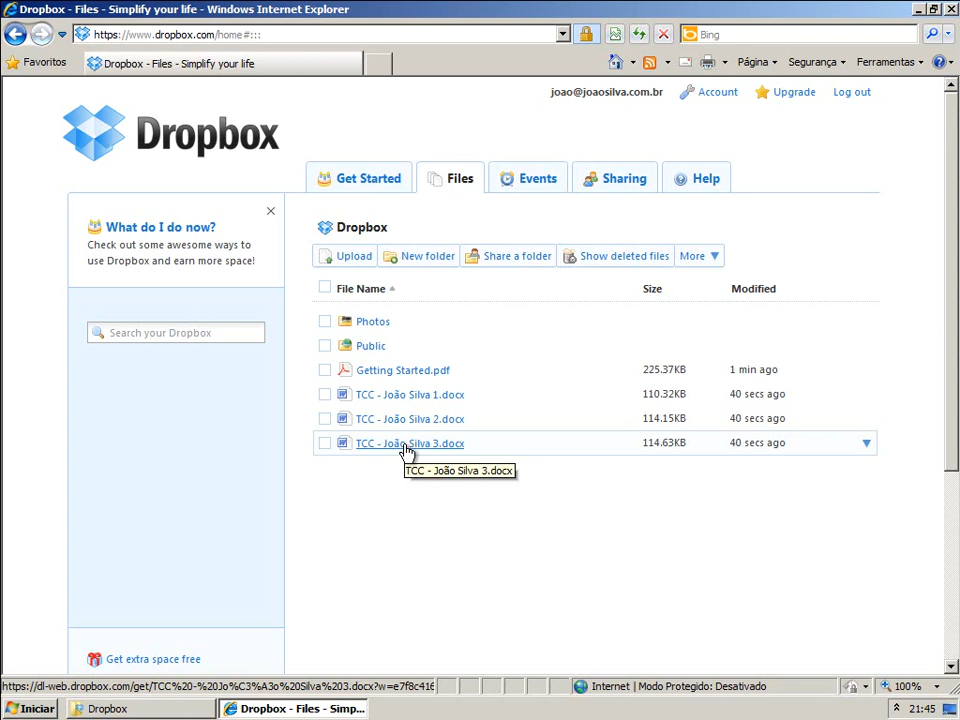 Dropbox - Files - Simplify your life - Windows Internet Explorer
https://www.dropbox.com/home#:::
Bing
Favoritos
Dropbox - Files - Simplify your life
Página
Segurança
Ferramentas
joao@joaosilva.com.br
Account
Upgrade
Log out
Dropbox
Get Started
Files
Events
Sharing
Help
What do I do now?
Check out some awesome ways to
use Dropbox and earn more space!
Search your Dropbox
Get extra space free
Dropbox
Upload
New folder
Share a folder
Show deleted files
More
File Name Size Modified
Photos
Public
Getting Started.pdf 225.37KB 1 min ago
TCC - João Silva 1.docx 110.32KB 40 secs ago
TCC - João Silva 2.docx 114.15KB 40 secs ago
TCC - João Silva 3.docx 114.63KB 40 secs ago
TCC - João Silva 3.docx
https://dl-web.dropbox.com/get/TCC%20-%20Jo%C3%A3o%20Silva%203.docx?w=e7f8c416
Internet | Modo Protegido: Desativado
100%
Iniciar
Dropbox
Dropbox - Files - Simp...
21:45